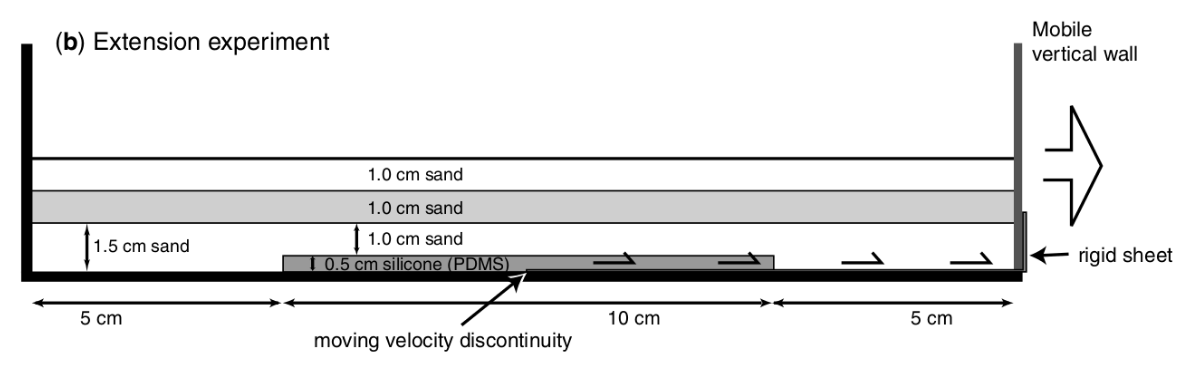 (b) Extension experiment
Mobile
vertical wall
1.0 cm sand
1.0 cm sand
1.5 cm sand
1.0 cm sand
0.5 cm silicone (PDMS)
rigid sheet
5 cm
10 cm
5 cm
moving velocity discontinuity